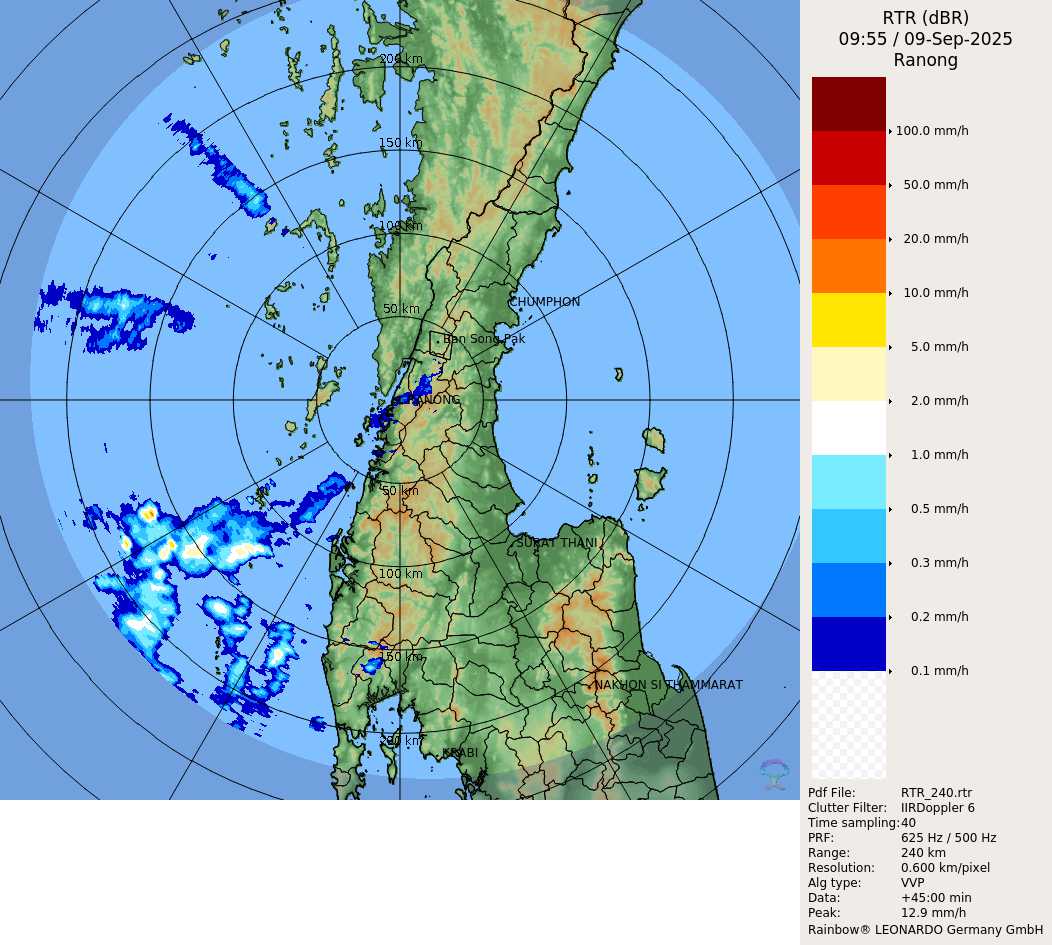 RTR (dBR)
09:55 / 09-Sep-2025
Ranong
100.0 mm/h
50.0 mm/h
20.0 mm/h
10.0 mm/h
5.0 mm/h
2.0 mm/h
1.0 mm/h
0.5 mm/h
0.3 mm/h
0.2 mm/h
0.1 mm/h
200 km
150 km
100 km
50 km
CHUMPHON
Ban Song Pak
RANONG
50 km
SURAT THANI
100 km
150 km
NAKHON SI THAMMARAT
200 km
KRABI
Pdf File: RTR_240.rtr
Clutter Filter: IIRDoppler 6
Time sampling:40
PRF: 625 Hz / 500 Hz
Range: 240 km
Resolution: 0.600 km/pixel
Alg type: VVP
Data: +45:00 min
Peak: 12.9 mm/h
Rainbow® LEONARDO Germany GmbH